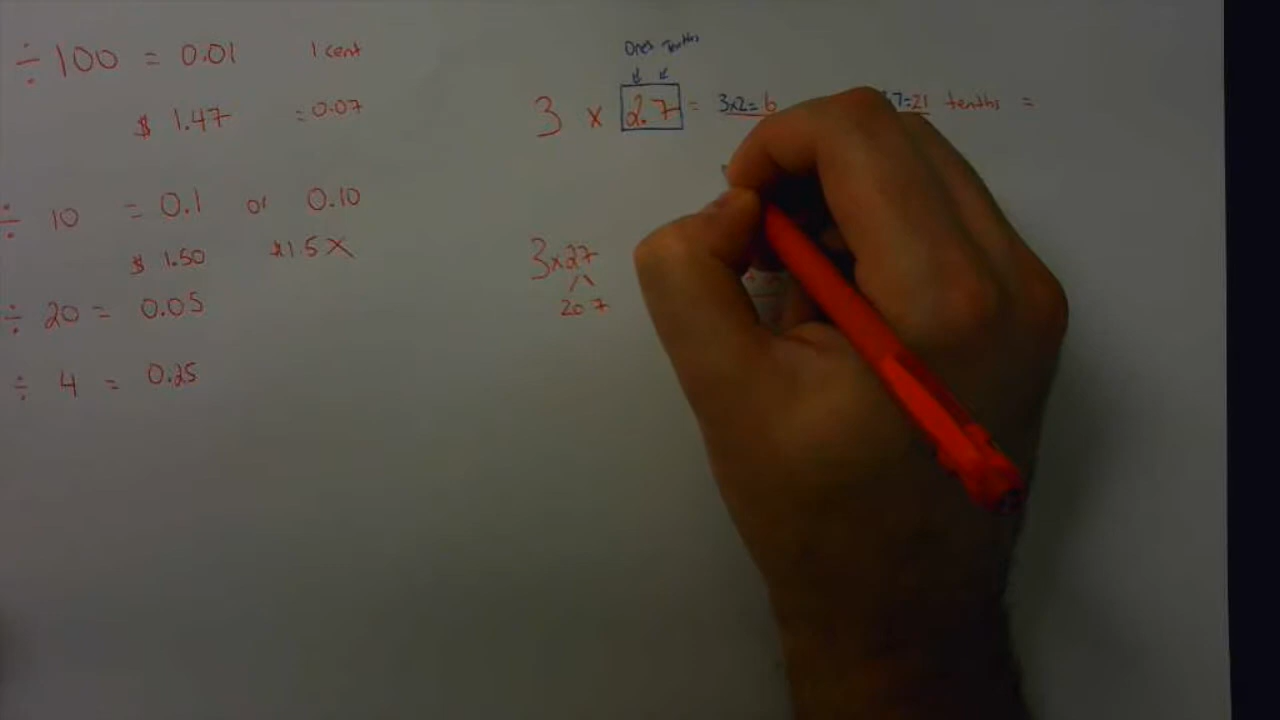 ÷ 100 = 0.01 1 cent
$ 1.47 = 0.07
÷ 10 = 0.1 or 0.10
$ 1.50 $1.5 X
÷ 20 = 0.05
÷ 4 = 0.25
Ones Tenths
3 x 2.7 = 3x2=6 7=21 tenths =
3x27
20 7